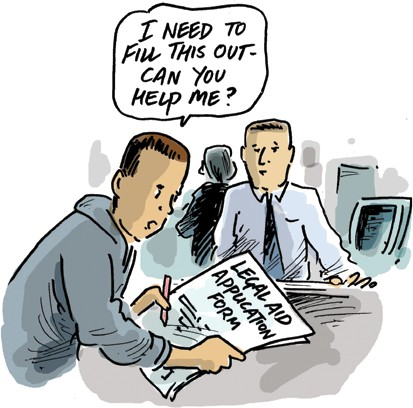 I NEED TO
FILL THIS OUT-
CAN YOU
HELP ME?
LEGAL AID
APPLICATION
FORM